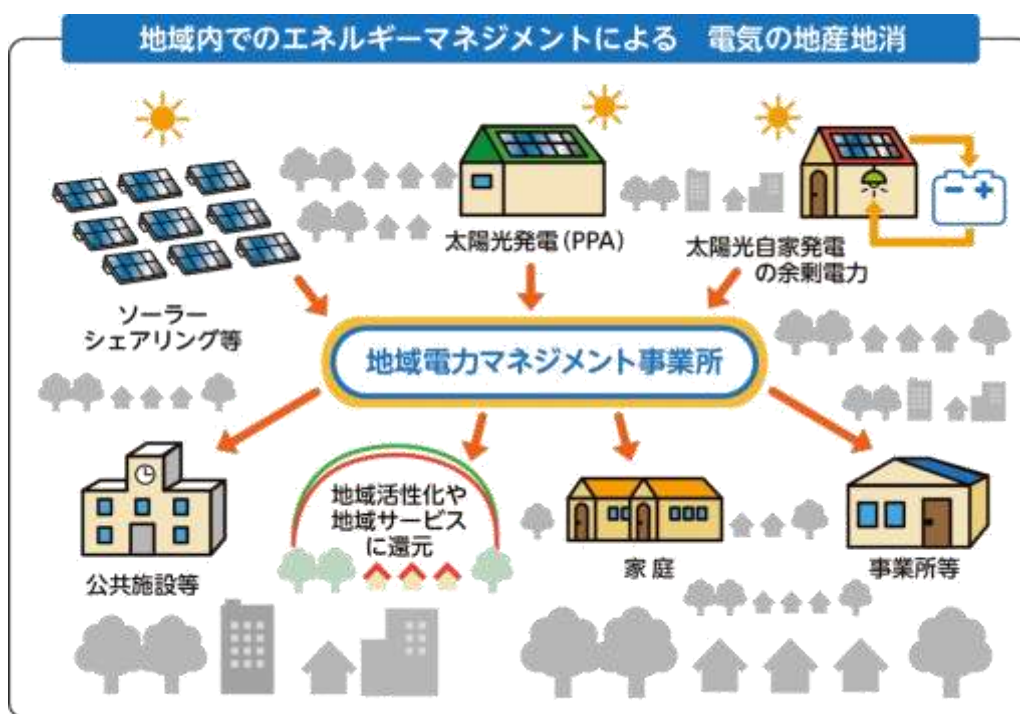 地域内でのエネルギーマネジメントによる　電気の地産地消
太陽光発電(PPA)
太陽光自家発電
の余剰電力
ソーラー
シェアリング等
地域電力マネジメント事業所
地域活性化や
地域サービス
に還元
公共施設等
家庭
事業所等